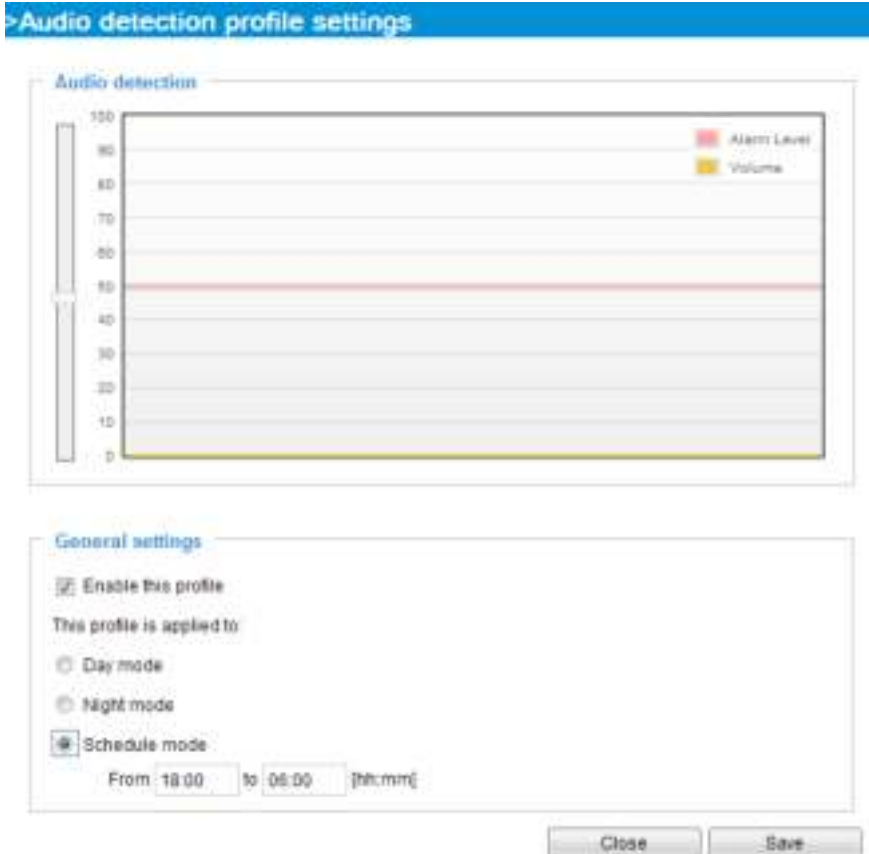 >Audio detection profile settings
Audio detection
100
90
80
70
60
50
40
30
20
10
0
Alarm Level
Volume
General settings
Enable this profile
This profile is applied to:
Day mode
Night mode
Schedule mode
From 18:00 to 06:00 [hh:mm]
Close Save